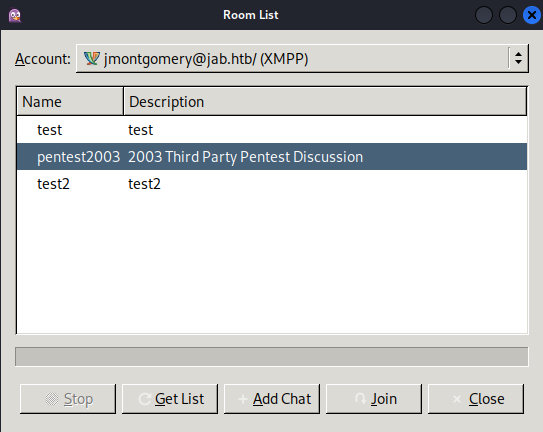 Room List
Account: jmontgomery@jab.htb/ (XMPP)
Name Description
test test
pentest2003 2003 Third Party Pentest Discussion
test2 test2
Stop Get List Add Chat Join Close